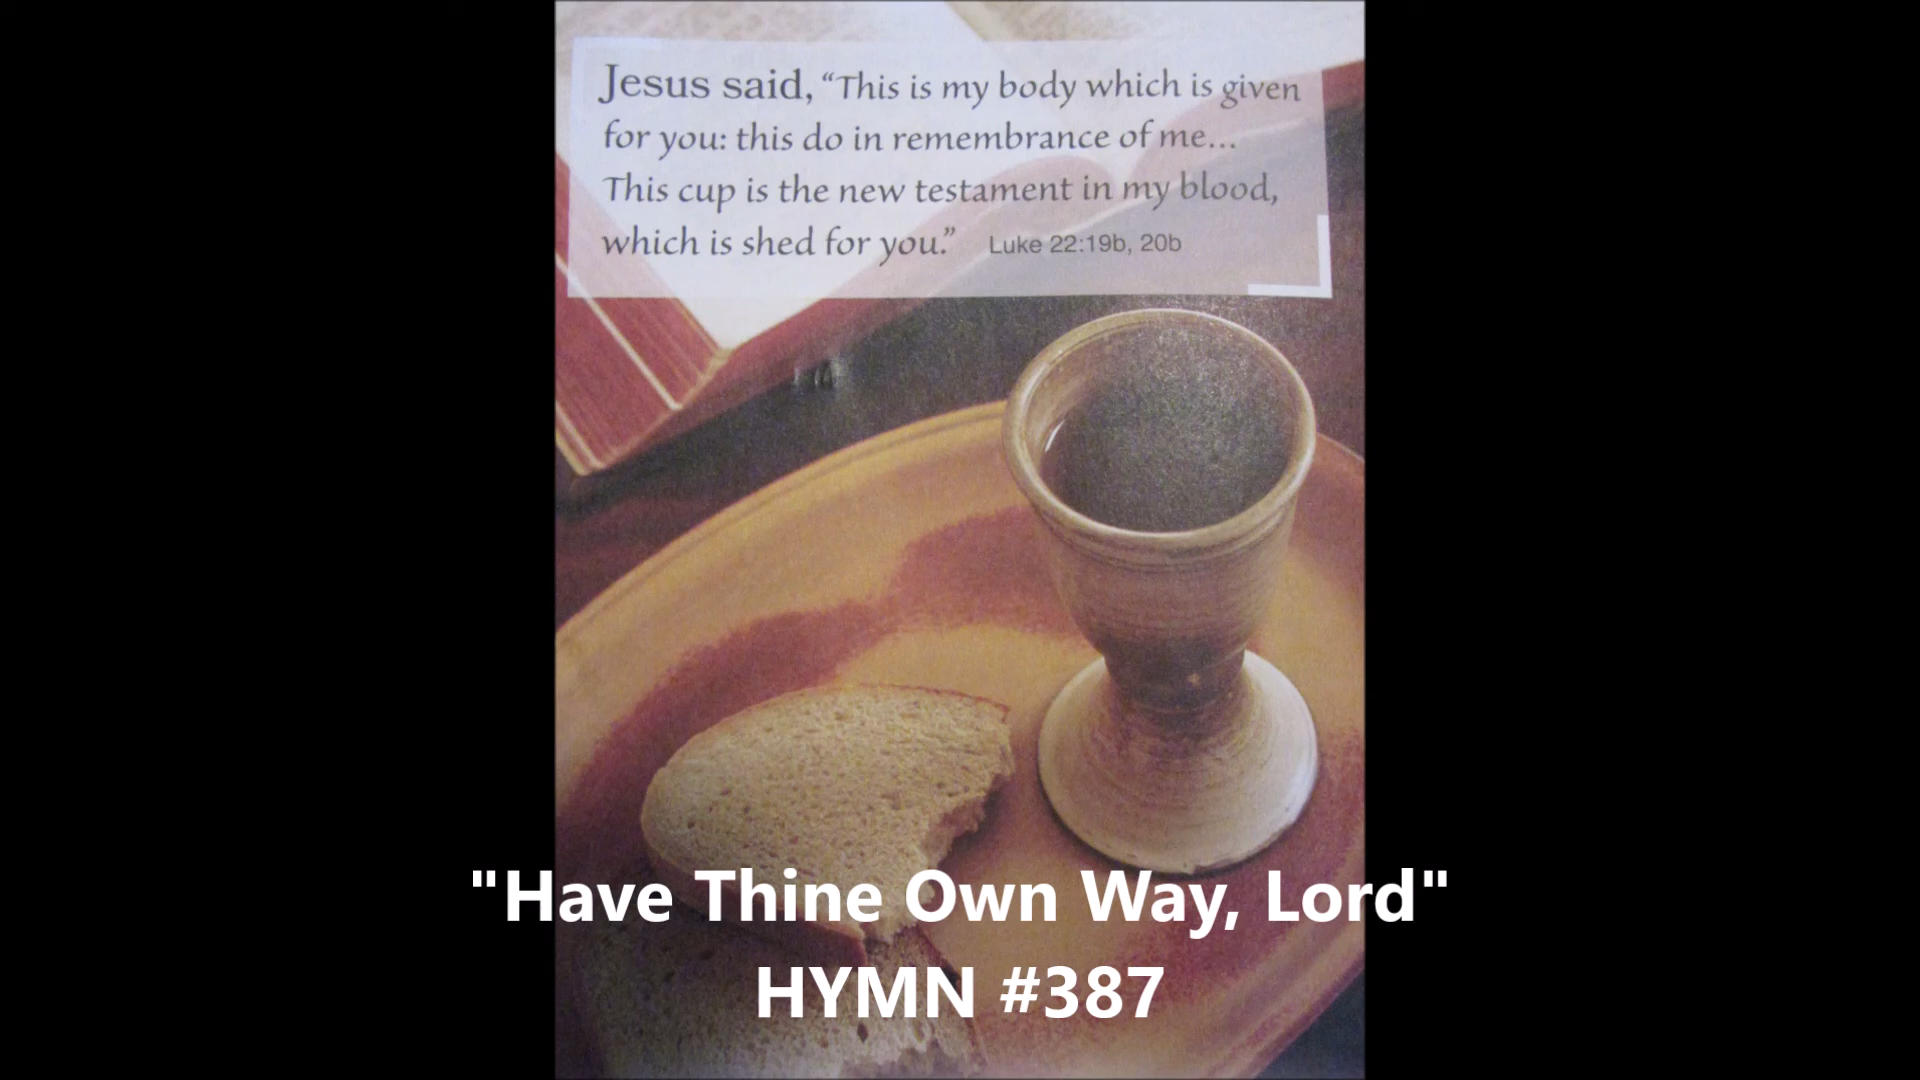 Jesus said, “This is my body which is given
for you: this do in remembrance of me...
This cup is the new testament in my blood,
which is shed for you.” Luke 22:19b, 20b
"Have Thine Own Way, Lord"
HYMN #387